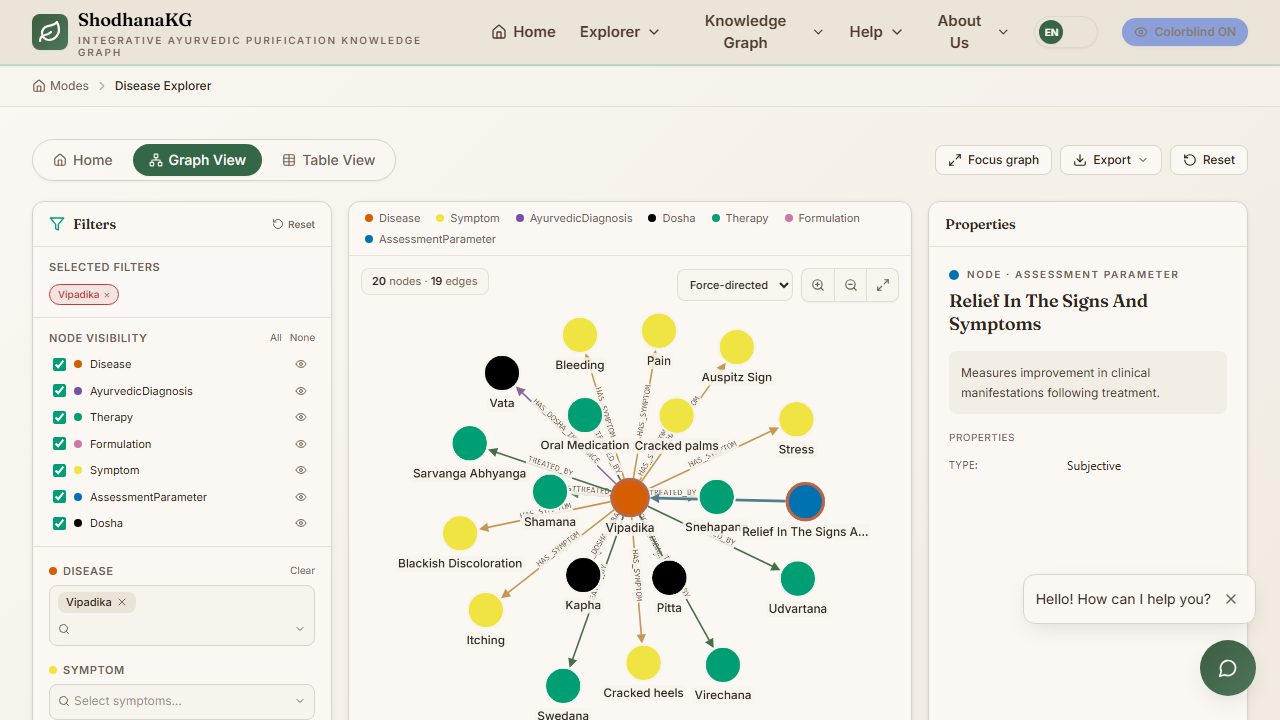 ShodhanaKG
INTEGRATIVE AYURVEDIC PURIFICATION KNOWLEDGE
GRAPH
Home
Explorer
Knowledge
Graph
Help
About
Us
EN
Colorblind ON
Modes
Disease Explorer
Home
Graph View
Table View
Focus graph
Export
Reset
Filters
Reset
SELECTED FILTERS
Vipadika ×
NODE VISIBILITY
All None
Disease
AyurvedicDiagnosis
Therapy
Formulation
Symptom
AssessmentParameter
Dosha
DISEASE
Clear
Vipadika ×
SYMPTOM
Select symptoms...
Disease
Symptom
AyurvedicDiagnosis
Dosha
Therapy
Formulation
AssessmentParameter
20 nodes · 19 edges
Force-directed
Bleeding
Pain
Auspitz Sign
Vata
Oral Medication
Cracked palms
Stress
Sarvanga Abhyanga
TREATED_BY
Shamana
Vipadika
TREATED_BY
Relief In The Signs A...
Blackish Discoloration
HAS_SYMPTOM
HAS_SYMPTOM
HAS_SYMPTOM
Kapha
Pitta
Udvartana
Itching
Cracked heels
Virechana
Swedana
Properties
NODE · ASSESSMENT PARAMETER
Relief In The Signs And
Symptoms
Measures improvement in clinical
manifestations following treatment.
PROPERTIES
TYPE:
Subjective
Hello! How can I help you? ×